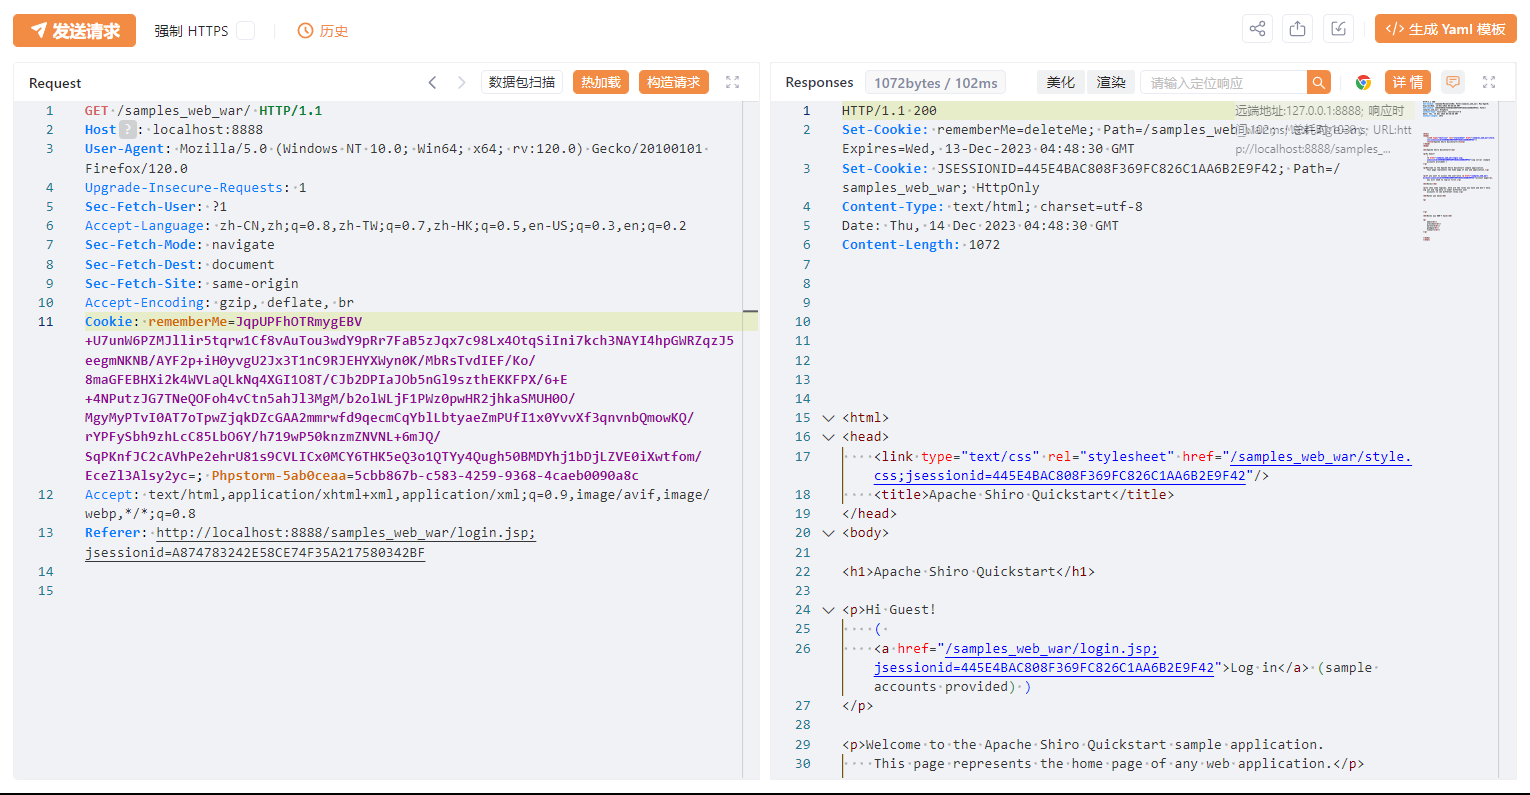 发送请求 强制 HTTPS 历史 </> 生成 Yaml 模板
Request 数据包扫描 热加载 构造请求
1 GET /samples_web_war/ HTTP/1.1
2 Host ? : localhost:8888
3 User-Agent: Mozilla/5.0 (Windows NT 10.0; Win64; x64; rv:120.0) Gecko/20100101
Firefox/120.0
4 Upgrade-Insecure-Requests: 1
5 Sec-Fetch-User: ?1
6 Accept-Language: zh-CN,zh;q=0.8,zh-TW;q=0.7,zh-HK;q=0.5,en-US;q=0.3,en;q=0.2
7 Sec-Fetch-Mode: navigate
8 Sec-Fetch-Dest: document
9 Sec-Fetch-Site: same-origin
10 Accept-Encoding: gzip, deflate, br
11 Cookie: rememberMe=JqpUPFhOTRmygEBV
+U7unW6PZMJllir5tqrw1Cf8vAuTou3wdY9pRr7FaB5zJqx7c98Lx4OtqSiIni7kch3NAYI4hpGWRZqzJ5
eegmNKNB/AYF2p+iH0yvgU2Jx3T1nC9RJEHYXWyn0K/MbRsTvdIEF/Ko/
8maGFEBHXi2k4WVLaQLkNq4XGI1O8T/CJb2DPIaJOb5nGl9szthEKKFPX/6+E
+4NPutzJG7TNeQOFoh4vCtn5ahJl3MgM/b2olWLjF1PWz0pwHR2jhkaSMUH0O/
MgyMyPTvI0AT7oTpwZjqkDZcGAA2mmrwfd9qecmCqYblLbtyaeZmPUfI1x0YvvXf3qnvnbQmowKQ/
rYPFySbh9zhLcC85LbO6Y/h719wP50knzmZNVNL+6mJQ/
SqPKnfJC2cAVhPe2ehrU81s9CVLICx0MCY6THK5eQ3o1QTYy4Qugh50BMDYhj1bDjLZVE0iXwtfom/
EceZl3Alsy2yc=; Phpstorm-5ab0ceaa=5cbb867b-c583-4259-9368-4caeb0090a8c
12 Accept: text/html,application/xhtml+xml,application/xml;q=0.9,image/avif,image/
webp,*/*;q=0.8
13 Referer: http://localhost:8888/samples_web_war/login.jsp;
jsessionid=A874783242E58CE74F35A217580342BF
14
15
Responses 1072bytes / 102ms 美化 渲染 请输入定位响应 详 情
1 HTTP/1.1 200 远端地址:127.0.0.1:8888; 响应时
2 Set-Cookie: rememberMe=deleteMe; Path=/samples_web 间:102ms; 总耗时:103ms; URL:htt
Expires=Wed, 13-Dec-2023 04:48:30 GMT p://localhost:8888/samples_...
3 Set-Cookie: JSESSIONID=445E4BAC808F369FC826C1AA6B2E9F42; Path=/
samples_web_war; HttpOnly
4 Content-Type: text/html; charset=utf-8
5 Date: Thu, 14 Dec 2023 04:48:30 GMT
6 Content-Length: 1072
7
8
9
10
11
12
13
14
15 <html>
16 <head>
17 <link type="text/css" rel="stylesheet" href="/samples_web_war/style.
css;jsessionid=445E4BAC808F369FC826C1AA6B2E9F42"/>
18 <title>Apache Shiro Quickstart</title>
19 </head>
20 <body>
21
22 <h1>Apache Shiro Quickstart</h1>
23
24 <p>Hi Guest!
25 (
26 <a href="/samples_web_war/login.jsp;
jsessionid=445E4BAC808F369FC826C1AA6B2E9F42">Log in</a> (sample
accounts provided) )
27 </p>
28
29 <p>Welcome to the Apache Shiro Quickstart sample application.
30 This page represents the home page of any web application.</p>